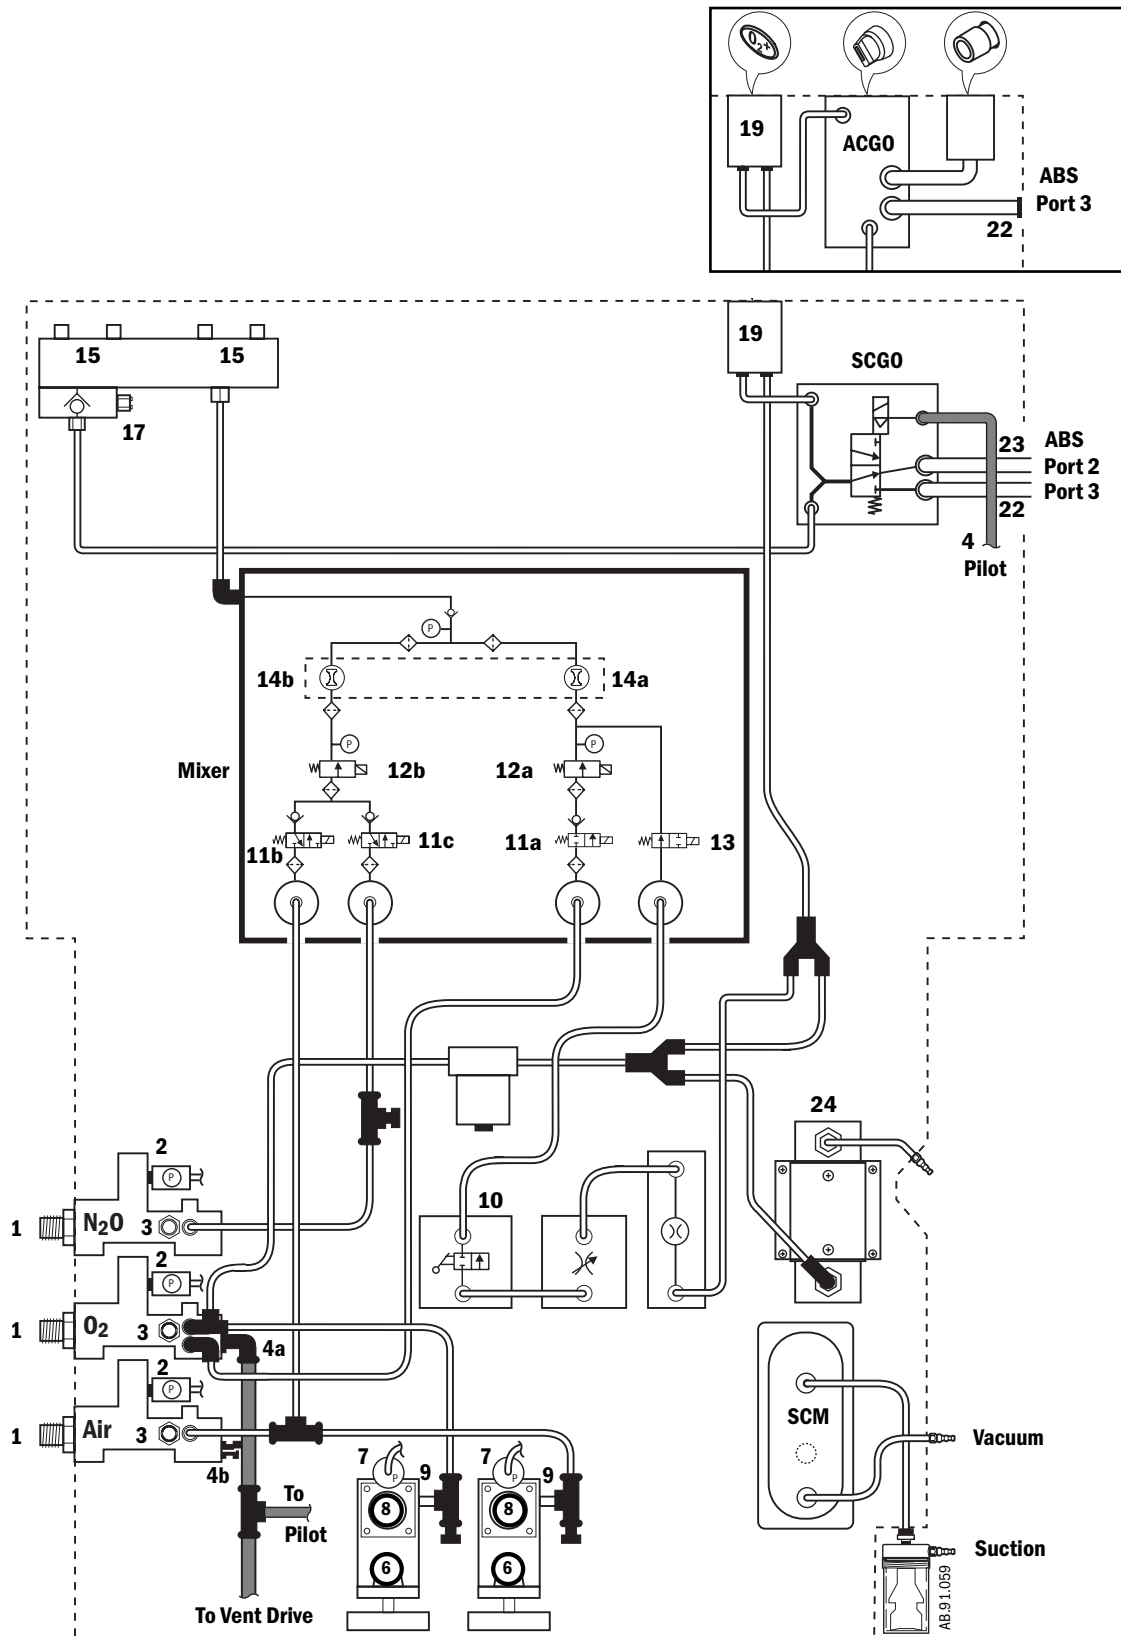 O2+
19
ACGO
ABS
Port 3
22
19
SCGO
15
15
17
23
ABS
Port 2
Port 3
22
4
Pilot
P
14b
14a
P
P
Mixer
12b
12a
11b
11c
11a
13
24
2
P
1
N2O
3
10
2
P
1
O2
3
4a
2
P
1
Air
3
4b
SCM
Vacuum
7
P
9
7
P
9
To
Pilot
8
8
Suction
6
6
To Vent Drive
AB.91.059